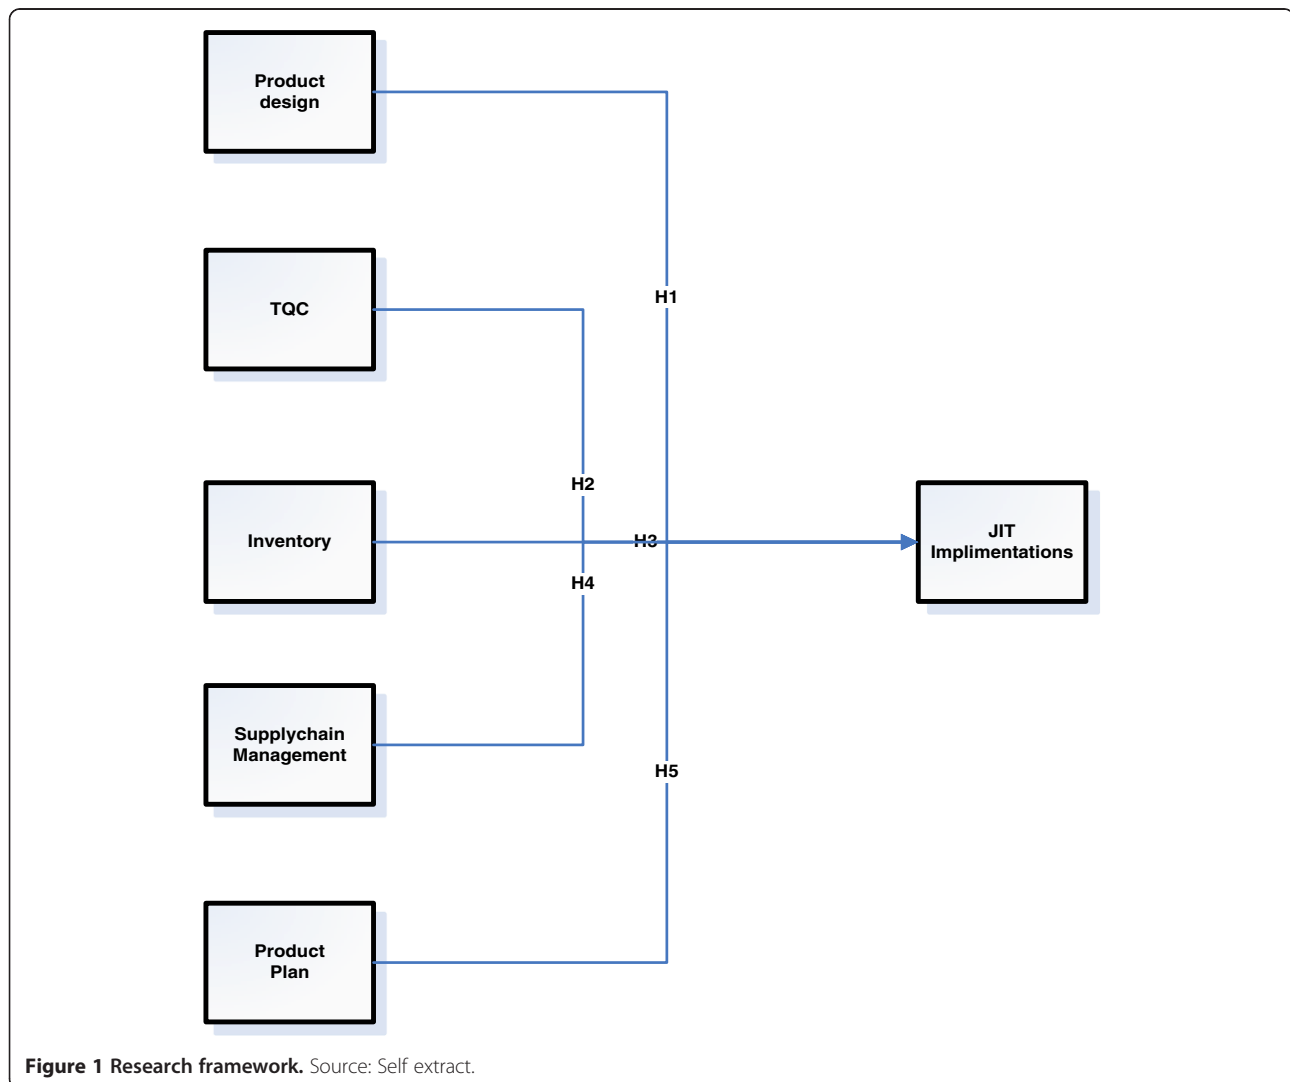 Product
design
H1
TQC
H2
Inventory
H3
JIT
Implimentations
H4
Supplychain
Management
H5
Product
Plan
Figure 1 Research framework. Source: Self extract.